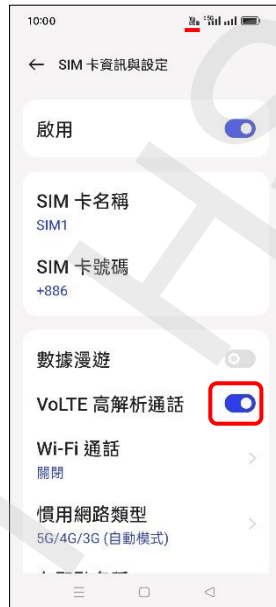 10:00
SIM 卡資訊與設定
啟用
SIM 卡名稱
SIM1
SIM 卡號碼
+886
數據漫遊
VoLTE 高解析通話
Wi-Fi 通話
關閉
慣用網路類型
5G/4G/3G (自動模式)